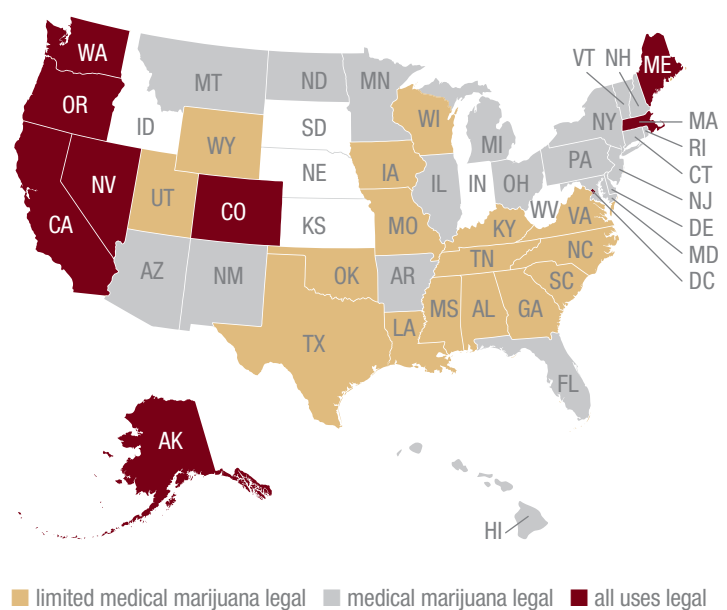 WA
ME
VT NH
MT
ND
MN
OR
MA
ID
SD
WI
NY
WY
MI
RI
CT
NE
IA
PA
NV
UT
CO
IL
IN
OH
NJ
CA
KS
MO
WV
VA
DE
KY
MD
DC
AZ
NM
OK
AR
TN
NC
SC
MS
AL
GA
TX
LA
FL
AK
HI
limited medical marijuana legal medical marijuana legal all uses legal